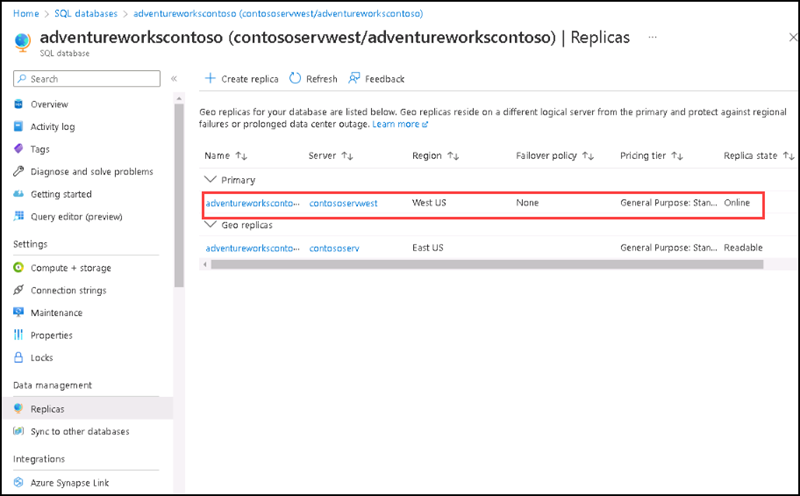 Home > SQL databases > adventureworkscontoso (contososervwest/adventureworkscontoso)
adventureworkscontoso (contososervwest/adventureworkscontoso) | Replicas ...
SQL database
Search
Overview
Activity log
Tags
Diagnose and solve problems
Getting started
Query editor (preview)
Settings
Compute + storage
Connection strings
Maintenance
Properties
Locks
Data management
Replicas
Sync to other databases
Integrations
Azure Synapse Link
Create replica Refresh Feedback
Geo replicas for your database are listed below. Geo replicas reside on a different logical server from the primary and protect against regional
failures or prolonged data center outage. Learn more
Name Server Region Failover policy Pricing tier Replica state
Primary
adventureworksconto... contososervwest West US None General Purpose: Stan... Online
Geo replicas
adventureworksconto... contososerv East US General Purpose: Stan... Readable